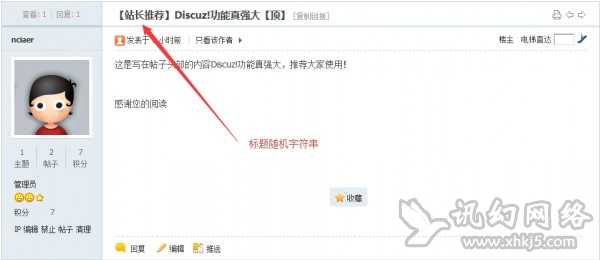 查看: 1 | 回复: 1
【站长推荐】Discuz!功能真强大【顶】 [复制链接]
nciaer
发表于 小时前 | 只看该作者
楼主 电梯直达
这是写在帖子头部的内容Discuz!功能真强大，推荐大家使用！
感谢您的阅读
标题随机字符串
1 2 7
主题 帖子 积分
管理员
积分 7
收藏
IP 编辑 禁止 帖子 清理
回复 编辑 推选
讯幻网络
www.xhkj5.com